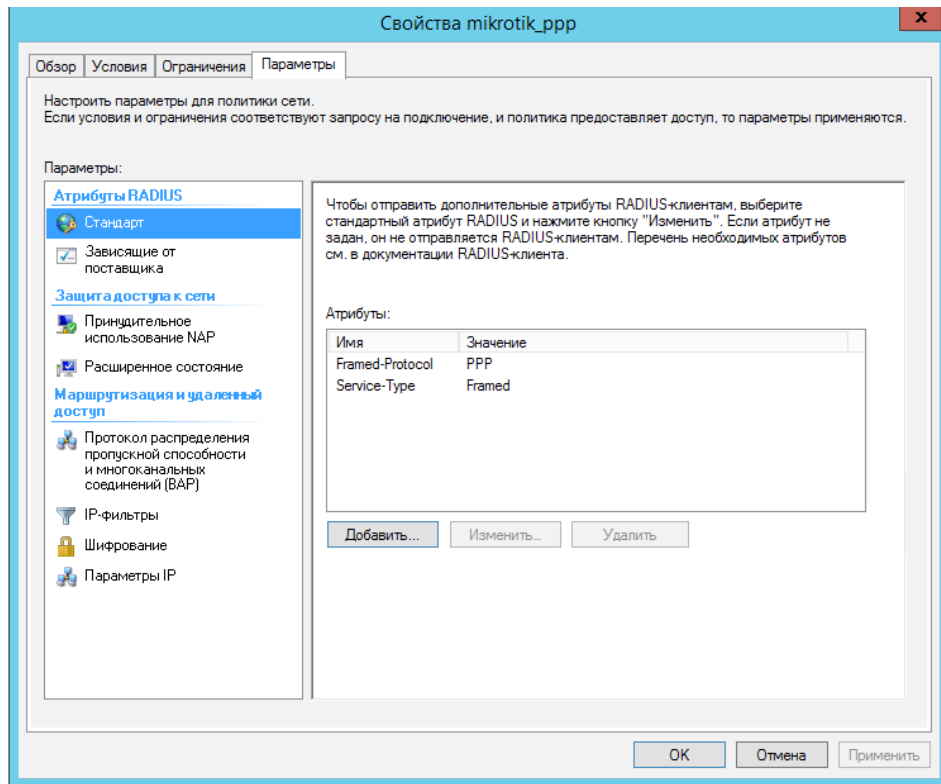 Свойства mikrotik_ppp
x
Обзор Условия Ограничения Параметры
Настроить параметры для политики сети.
Если условия и ограничения соответствуют запросу на подключение, и политика предоставляет доступ, то параметры применяются.
Параметры:
Атрибуты RADIUS
Стандарт
Зависящие от
поставщика
Защита доступа к сети
Принудительное
использование NAP
Расширенное состояние
Маршрутизация и удаленный
доступ
Протокол распределения
пропускной способности
и многоканальных
соединений (BAP)
IP-фильтры
Шифрование
Параметры IP
Чтобы отправить дополнительные атрибуты RADIUS-клиентам, выберите
стандартный атрибут RADIUS и нажмите кнопку "Изменить". Если атрибут не
задан, он не отправляется RADIUS-клиентам. Перечень необходимых атрибутов
см. в документации RADIUS-клиента.
Атрибуты:
Имя Значение
Framed-Protocol PPP
Service-Type Framed
Добавить... Изменить... Удалить
OK Отмена Применить